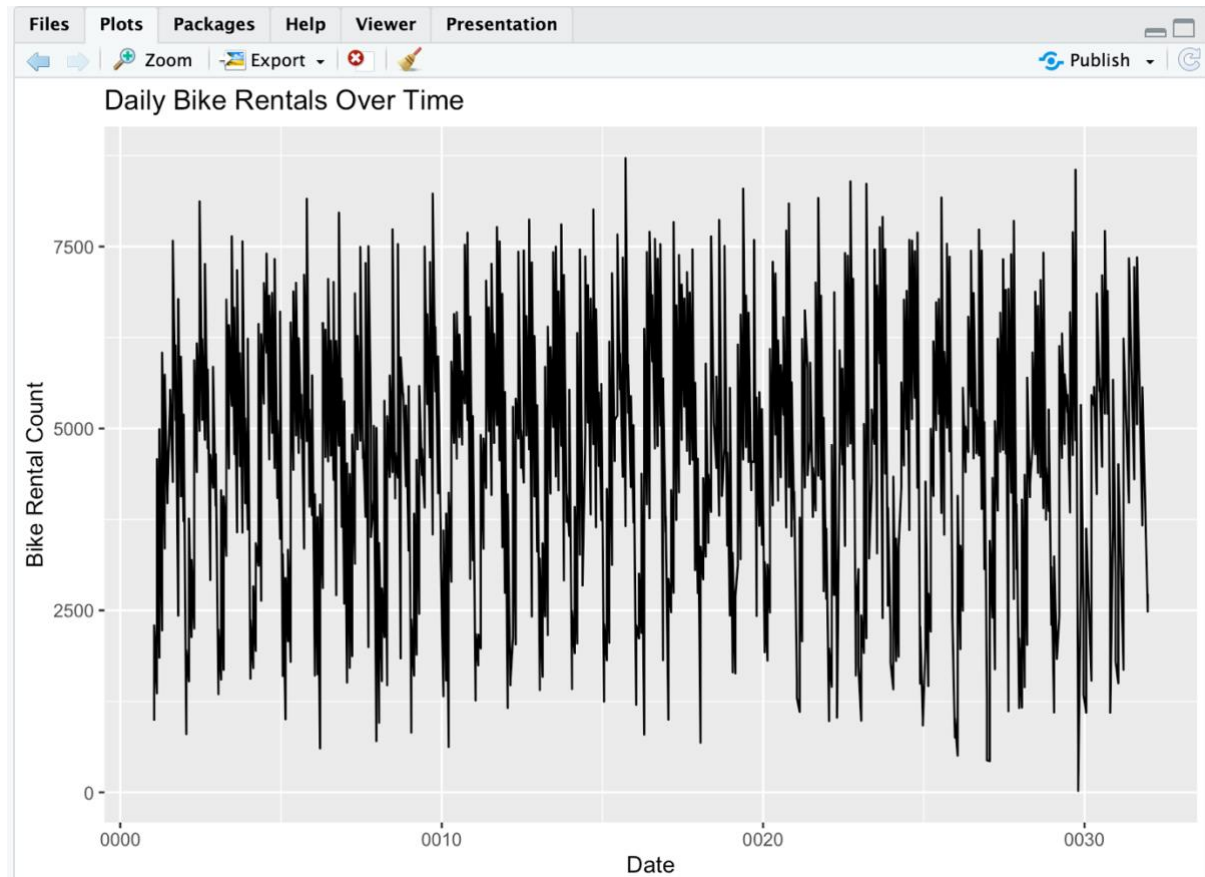 Files Plots Packages Help Viewer Presentation
Zoom Export Publish
Daily Bike Rentals Over Time
7500
5000
2500
0
Bike Rental Count
0000 0010 0020 0030
Date